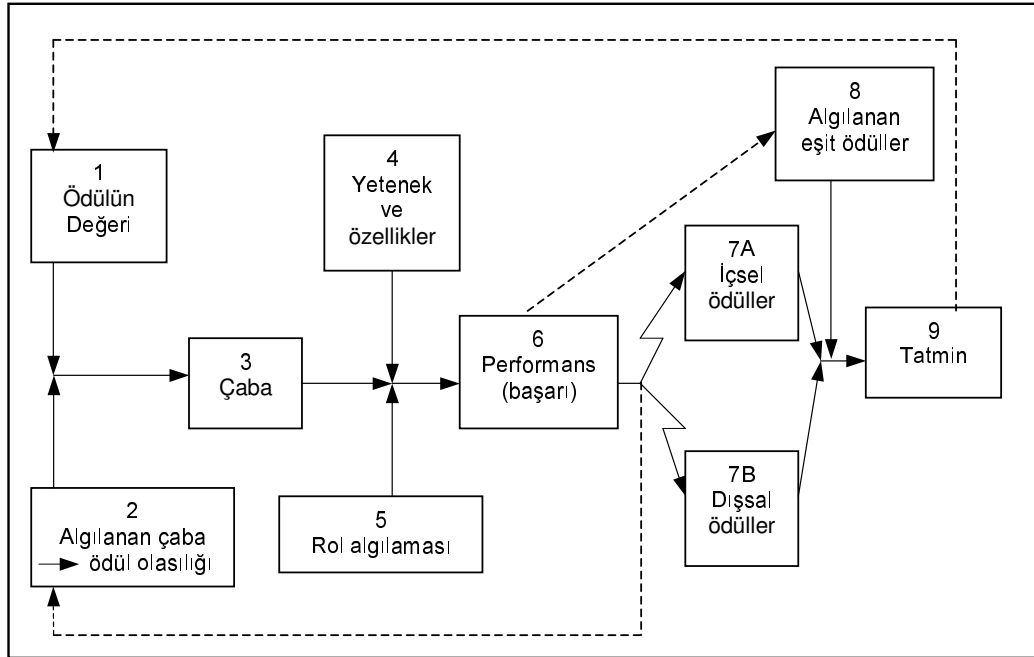 1
Ödülün
Değeri
2
Algılanan çaba
ödül olasılığı
3
Çaba
4
Yetenek
ve
özellikler
5
Rol algılaması
6
Performans
(başarı)
7A
İçsel
ödüller
7B
Dışsal
ödüller
8
Algılanan
eşit ödüller
9
Tatmin